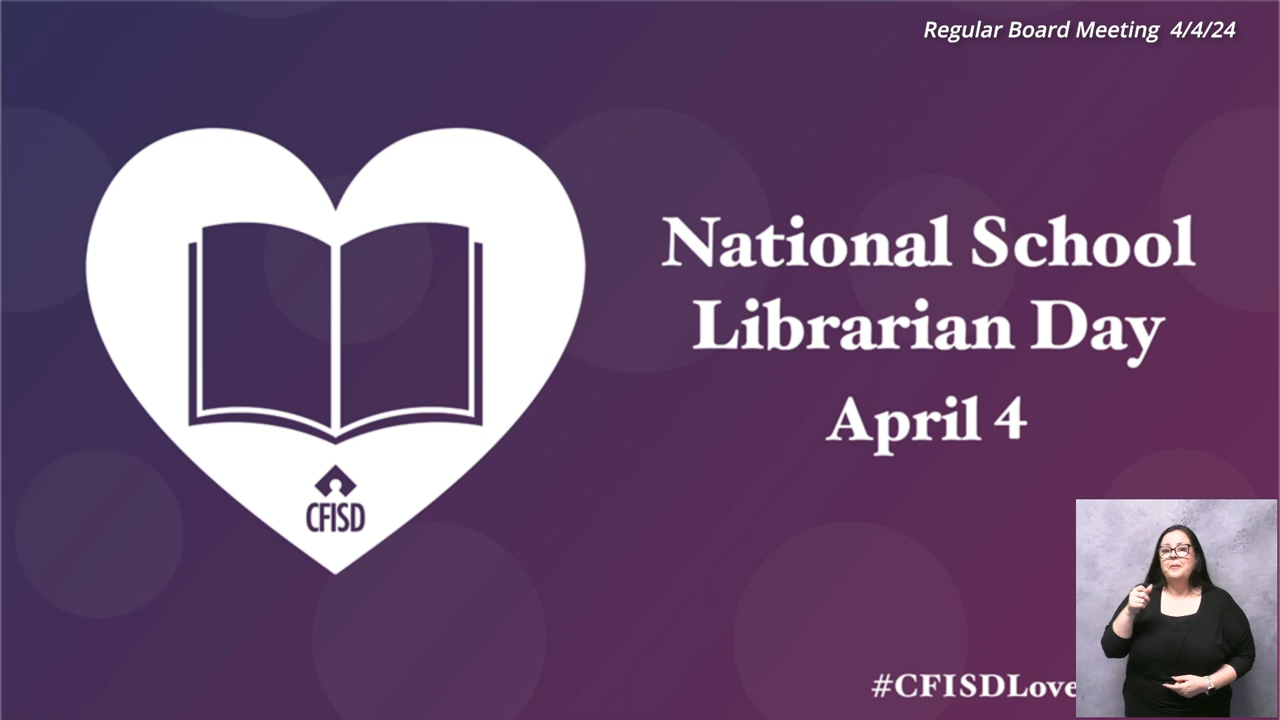 Regular Board Meeting 4/4/24
National School
Librarian Day
April 4
CFISD
#CFISDLove